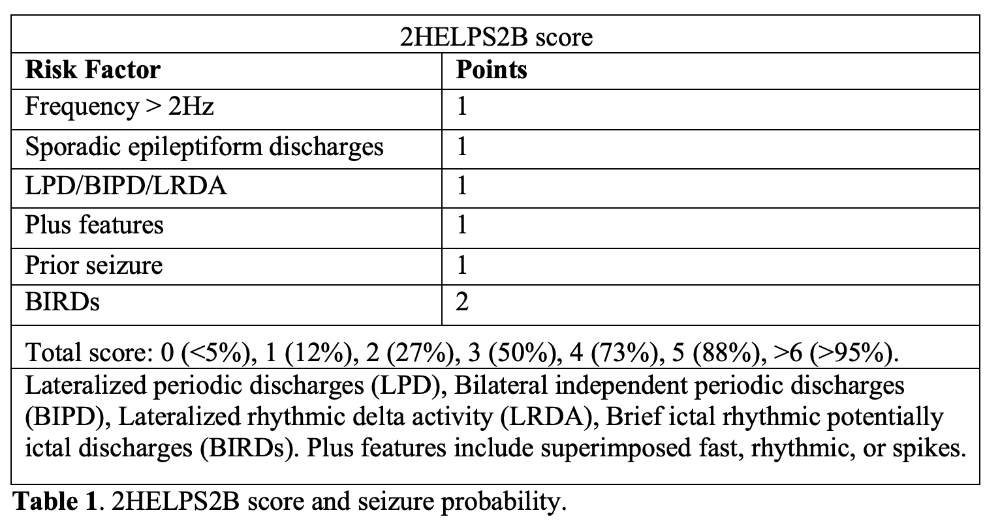 2HELPS2B score
Risk Factor Points
Frequency > 2Hz 1
Sporadic epileptiform discharges 1
LPD/BIPD/LRDA 1
Plus features 1
Prior seizure 1
BIRDs 2
Total score: 0 (<5%), 1 (12%), 2 (27%), 3 (50%), 4 (73%), 5 (88%), >6 (>95%).
Lateralized periodic discharges (LPD), Bilateral independent periodic discharges
(BIPD), Lateralized rhythmic delta activity (LRDA), Brief ictal rhythmic potentially
ictal discharges (BIRDs). Plus features include superimposed fast, rhythmic, or spikes.
Table 1. 2HELPS2B score and seizure probability.